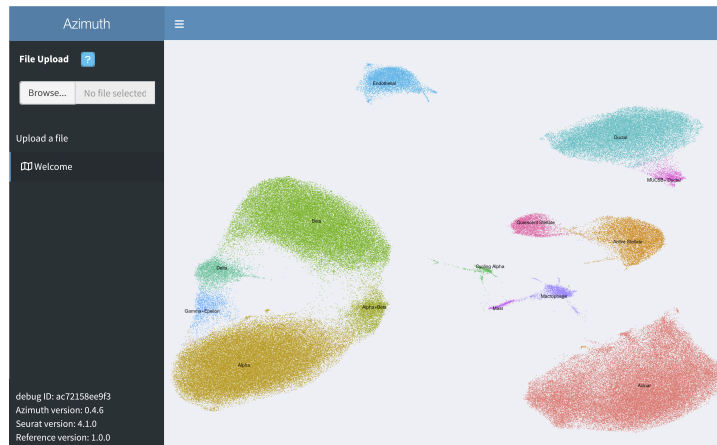 Azimuth
File Upload ?
Browse... No file selected
Upload a file
Welcome
debug ID: ac72158ee9f3
Azimuth version: 0.4.6
Seurat version: 4.1.0
Reference version: 1.0.0
Endothelial
Ductal
MUC5B+ Ductal
Beta
Quiescent Stellate
Active Stellate
Delta
Cycling Alpha
Gamma+Epsilon
Alpha+Beta
Macrophage
Mast
Alpha
Acinar